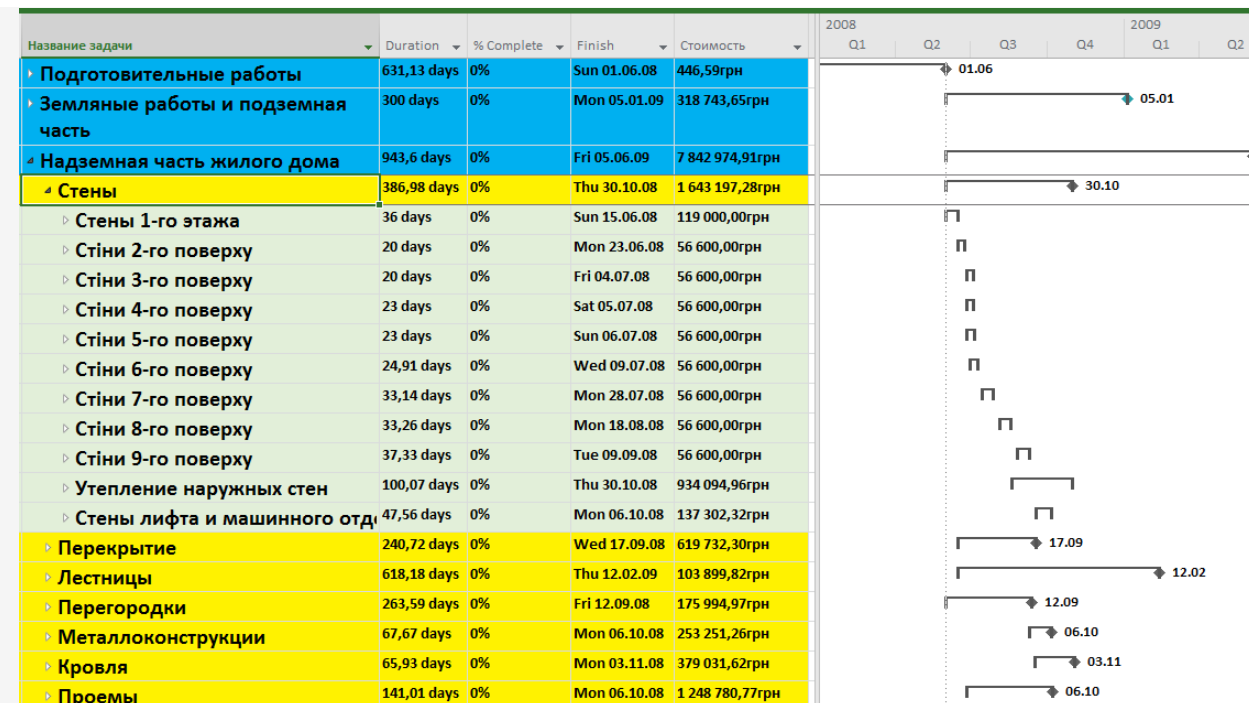 2008 2009
Название задачи Duration % Complete Finish Стоимость Q1 Q2 Q3 Q4 Q1 Q2
Подготовительные работы 631,13 days 0% Sun 01.06.08 446,59грн 01.06
Земляные работы и подземная 300 days 0% Mon 05.01.09 318 743,65грн 05.01
часть
Надземная часть жилого дома 943,6 days 0% Fri 05.06.09 7 842 974,91грн
Стены 386,98 days 0% Thu 30.10.08 1 643 197,28грн 30.10
Стены 1-го этажа 36 days 0% Sun 15.06.08 119 000,00грн
Стіни 2-го поверху 20 days 0% Mon 23.06.08 56 600,00грн
Стіни 3-го поверху 20 days 0% Fri 04.07.08 56 600,00грн
Стіни 4-го поверху 23 days 0% Sat 05.07.08 56 600,00грн
Стіни 5-го поверху 23 days 0% Sun 06.07.08 56 600,00грн
Стіни 6-го поверху 24,91 days 0% Wed 09.07.08 56 600,00грн
Стіни 7-го поверху 33,14 days 0% Mon 28.07.08 56 600,00грн
Стіни 8-го поверху 33,26 days 0% Mon 18.08.08 56 600,00грн
Стіни 9-го поверху 37,33 days 0% Tue 09.09.08 56 600,00грн
Утепление наружных стен 100,07 days 0% Thu 30.10.08 934 094,96грн
Стены лифта и машинного отд 47,56 days 0% Mon 06.10.08 137 302,32грн
Перекрытие 240,72 days 0% Wed 17.09.08 619 732,30грн 17.09
Лестницы 618,18 days 0% Thu 12.02.09 103 899,82грн 12.02
Перегородки 263,59 days 0% Fri 12.09.08 175 994,97грн 12.09
Металлоконструкции 67,67 days 0% Mon 06.10.08 253 251,26грн 06.10
Кровля 65,93 days 0% Mon 03.11.08 379 031,62грн 03.11
Проемы 141,01 days 0% Mon 06.10.08 1 248 780,77грн 06.10